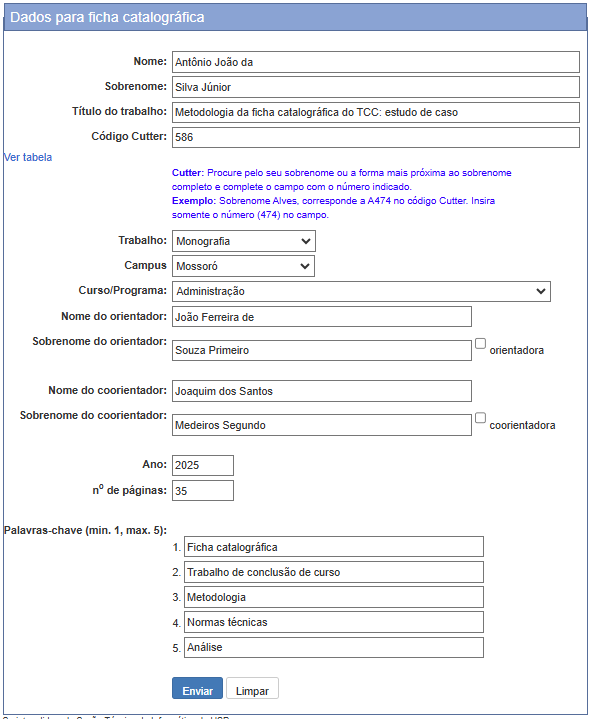 Dados para ficha catalográfica
Nome: Antônio João da
Sobrenome: Silva Júnior
Título do trabalho: Metodologia da ficha catalográfica do TCC: estudo de caso
Código Cutter: 586
Ver tabela
Cutter: Procure pelo seu sobrenome ou a forma mais próxima ao sobrenome
completo e complete o campo com o número indicado.
Exemplo: Sobrenome Alves, corresponde a A474 no código Cutter. Insira
somente o número (474) no campo.
Trabalho: Monografia
Campus Mossoró
Curso/Programa: Administração
Nome do orientador: João Ferreira de
Sobrenome do orientador: Souza Primeiro orientadora
Nome do coorientador: Joaquim dos Santos
Sobrenome do coorientador: Medeiros Segundo coorientadora
Ano: 2025
nº de páginas: 35
Palavras-chave (min. 1, max. 5):
1. Ficha catalográfica
2. Trabalho de conclusão de curso
3. Metodologia
4. Normas técnicas
5. Análise
Enviar Limpar